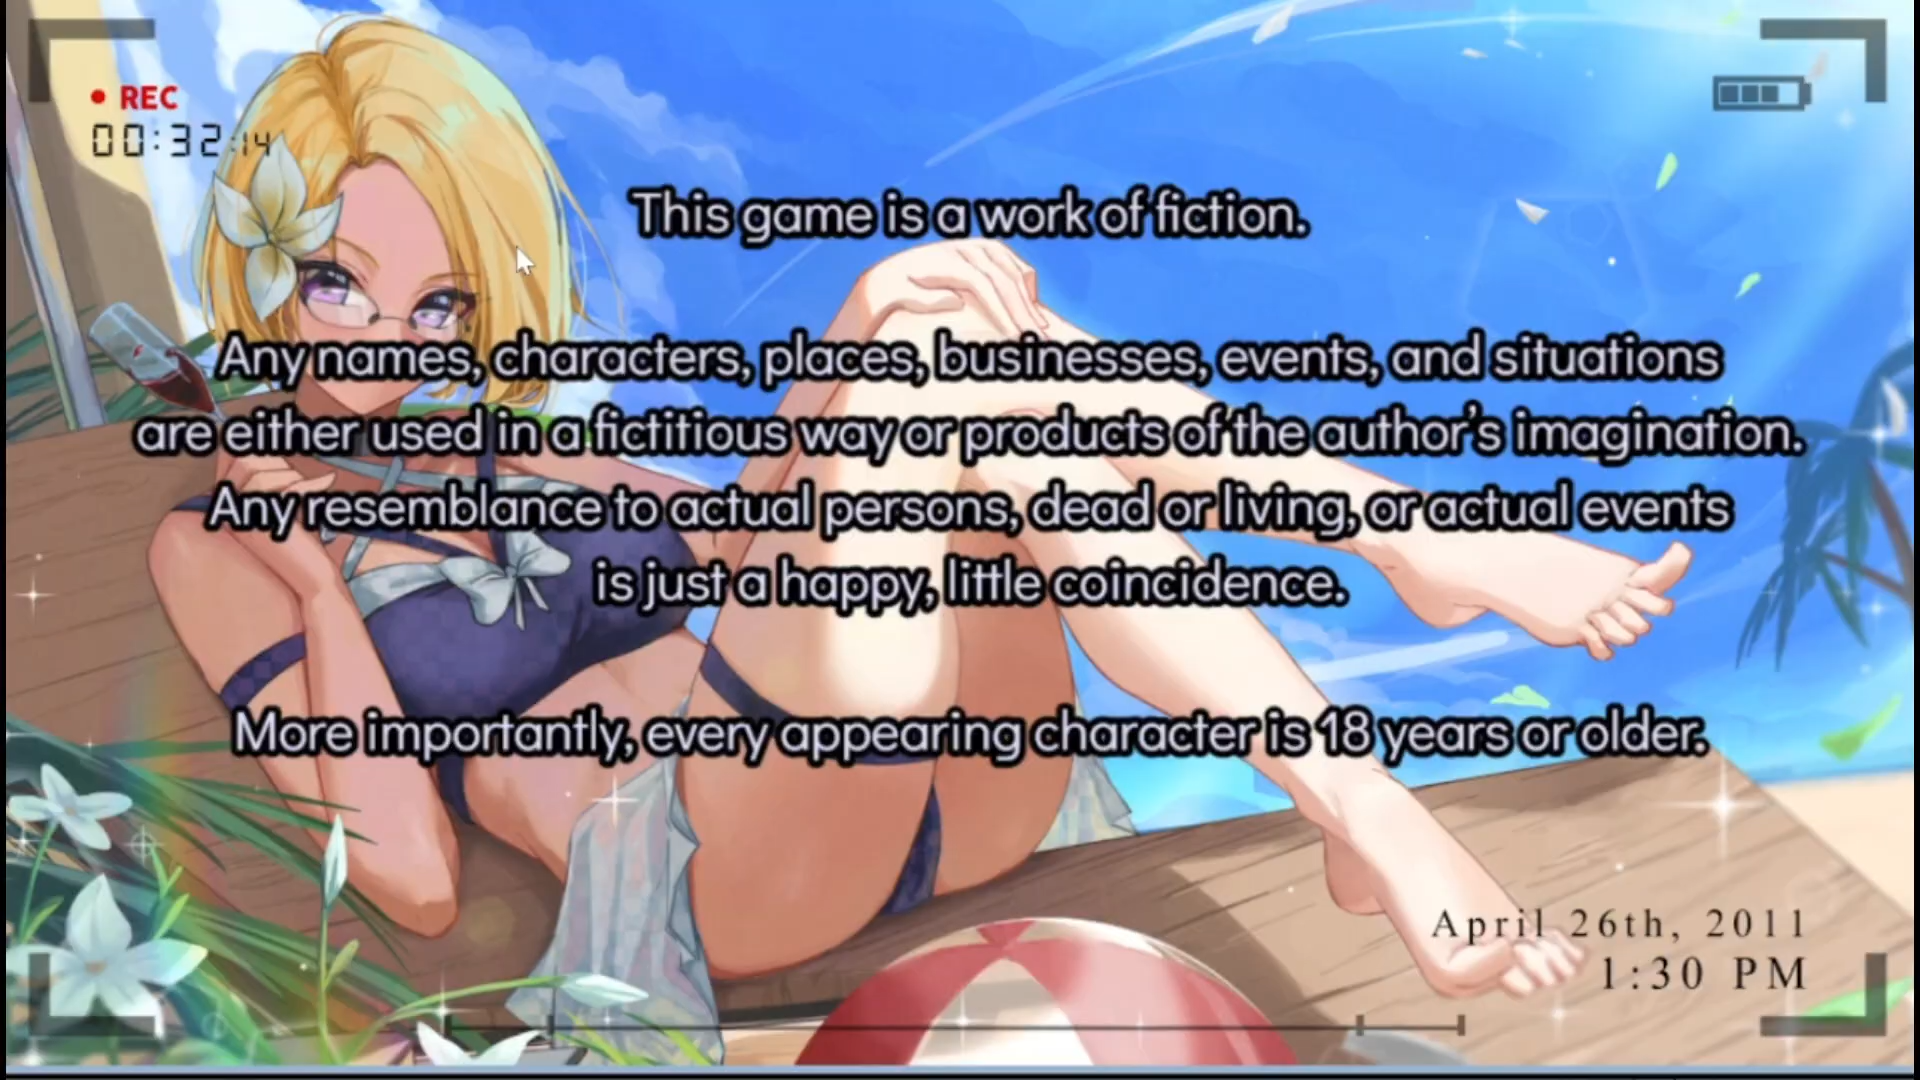 REC
00:32:14
This game is a work of fiction.
Any names, characters, places, businesses, events, and situations
are either used in a fictitious way or products of the author's imagination.
Any resemblance to actual persons, dead or living, or actual events
is just a happy, little coincidence.
More importantly, every appearing character is 18 years or older.
April 26th, 2011
1:30 PM